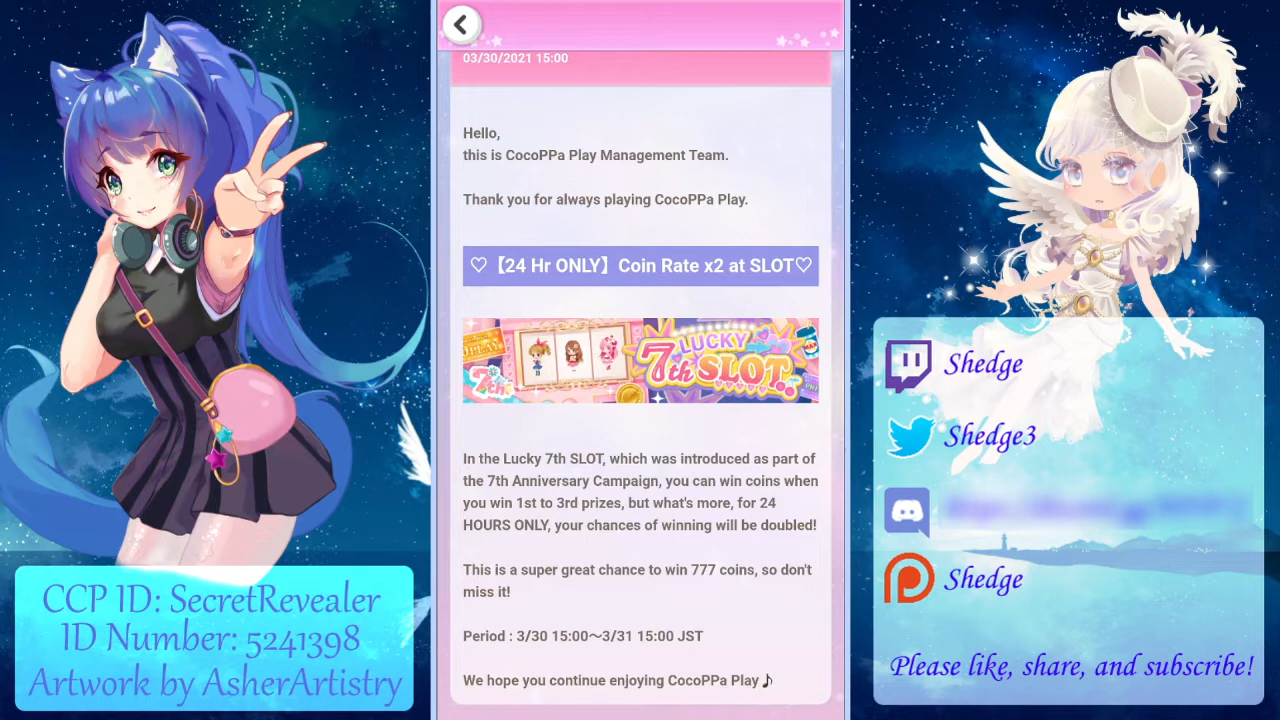 03/30/2021 15:00
Hello,
this is CocoPPa Play Management Team.
Thank you for always playing CocoPPa Play.
♡【24 Hr ONLY】Coin Rate x2 at SLOT♡
7th
LUCKY
7th SLOT
In the Lucky 7th SLOT, which was introduced as part of
the 7th Anniversary Campaign, you can win coins when
you win 1st to 3rd prizes, but what's more, for 24
HOURS ONLY, your chances of winning will be doubled!
This is a super great chance to win 777 coins, so don't
miss it!
Period : 3/30 15:00～3/31 15:00 JST
We hope you continue enjoying CocoPPa Play♪
CCP ID: SecretRevealer
ID Number: 5241398
Artwork by AsherArtistry
Shedge
Shedge3
Shedge
Please like, share, and subscribe!